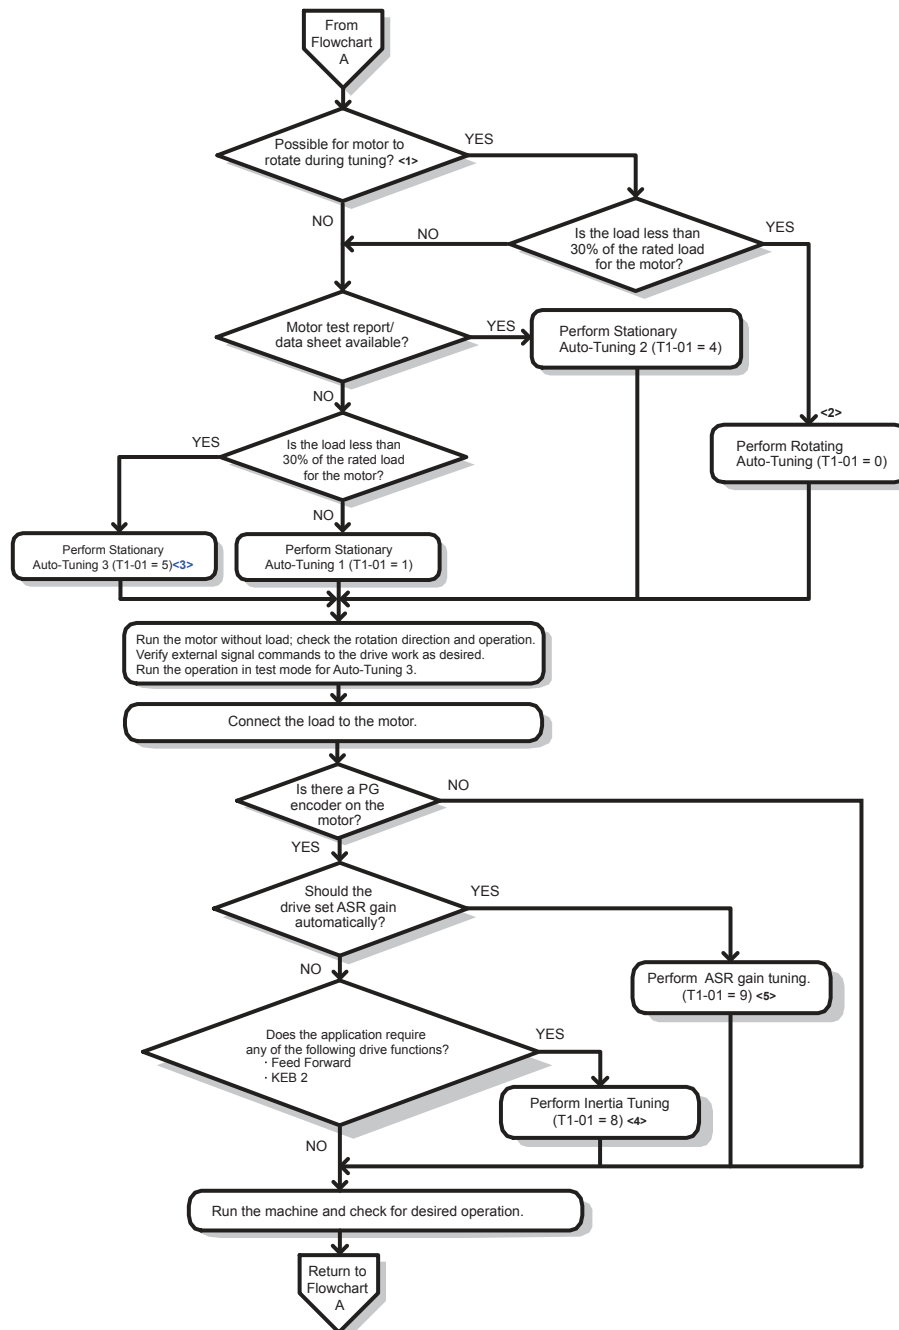 From
Flowchart
A
Possible for motor to
rotate during tuning? <1>
YES
NO
Is the load less than
30% of the rated load
for the motor?
NO
YES
Motor test report/
data sheet available?
YES
Perform Stationary
Auto-Tuning 2 (T1-01 = 4)
NO
<2>
Perform Rotating
Auto-Tuning (T1-01 = 0)
Is the load less than
30% of the rated load
for the motor?
YES
NO
Perform Stationary
Auto-Tuning 3 (T1-01 = 5)<3>
Perform Stationary
Auto-Tuning 1 (T1-01 = 1)
Run the motor without load; check the rotation direction and operation.
Verify external signal commands to the drive work as desired.
Run the operation in test mode for Auto-Tuning 3.
Connect the load to the motor.
Is there a PG
encoder on the
motor?
NO
YES
Should the
drive set ASR gain
automatically?
YES
NO
Perform ASR gain tuning.
(T1-01 = 9) <5>
Does the application require
any of the following drive functions?
· Feed Forward
· KEB 2
YES
Perform Inertia Tuning
(T1-01 = 8) <4>
NO
Run the machine and check for desired operation.
Return to
Flowchart
A